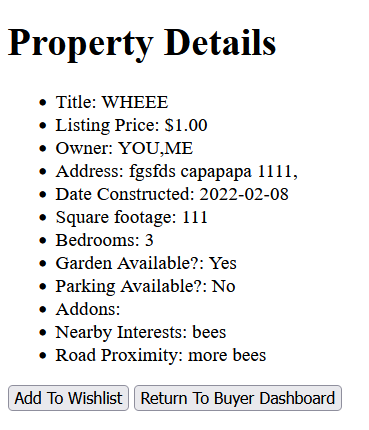 Property Details
Title: WHEEE
Listing Price: $1.00
Owner: YOU,ME
Address: fgsfds capapapa 1111,
Date Constructed: 2022-02-08
Square footage: 111
Bedrooms: 3
Garden Available?: Yes
Parking Available?: No
Addons:
Nearby Interests: bees
Road Proximity: more bees
Add To Wishlist Return To Buyer Dashboard